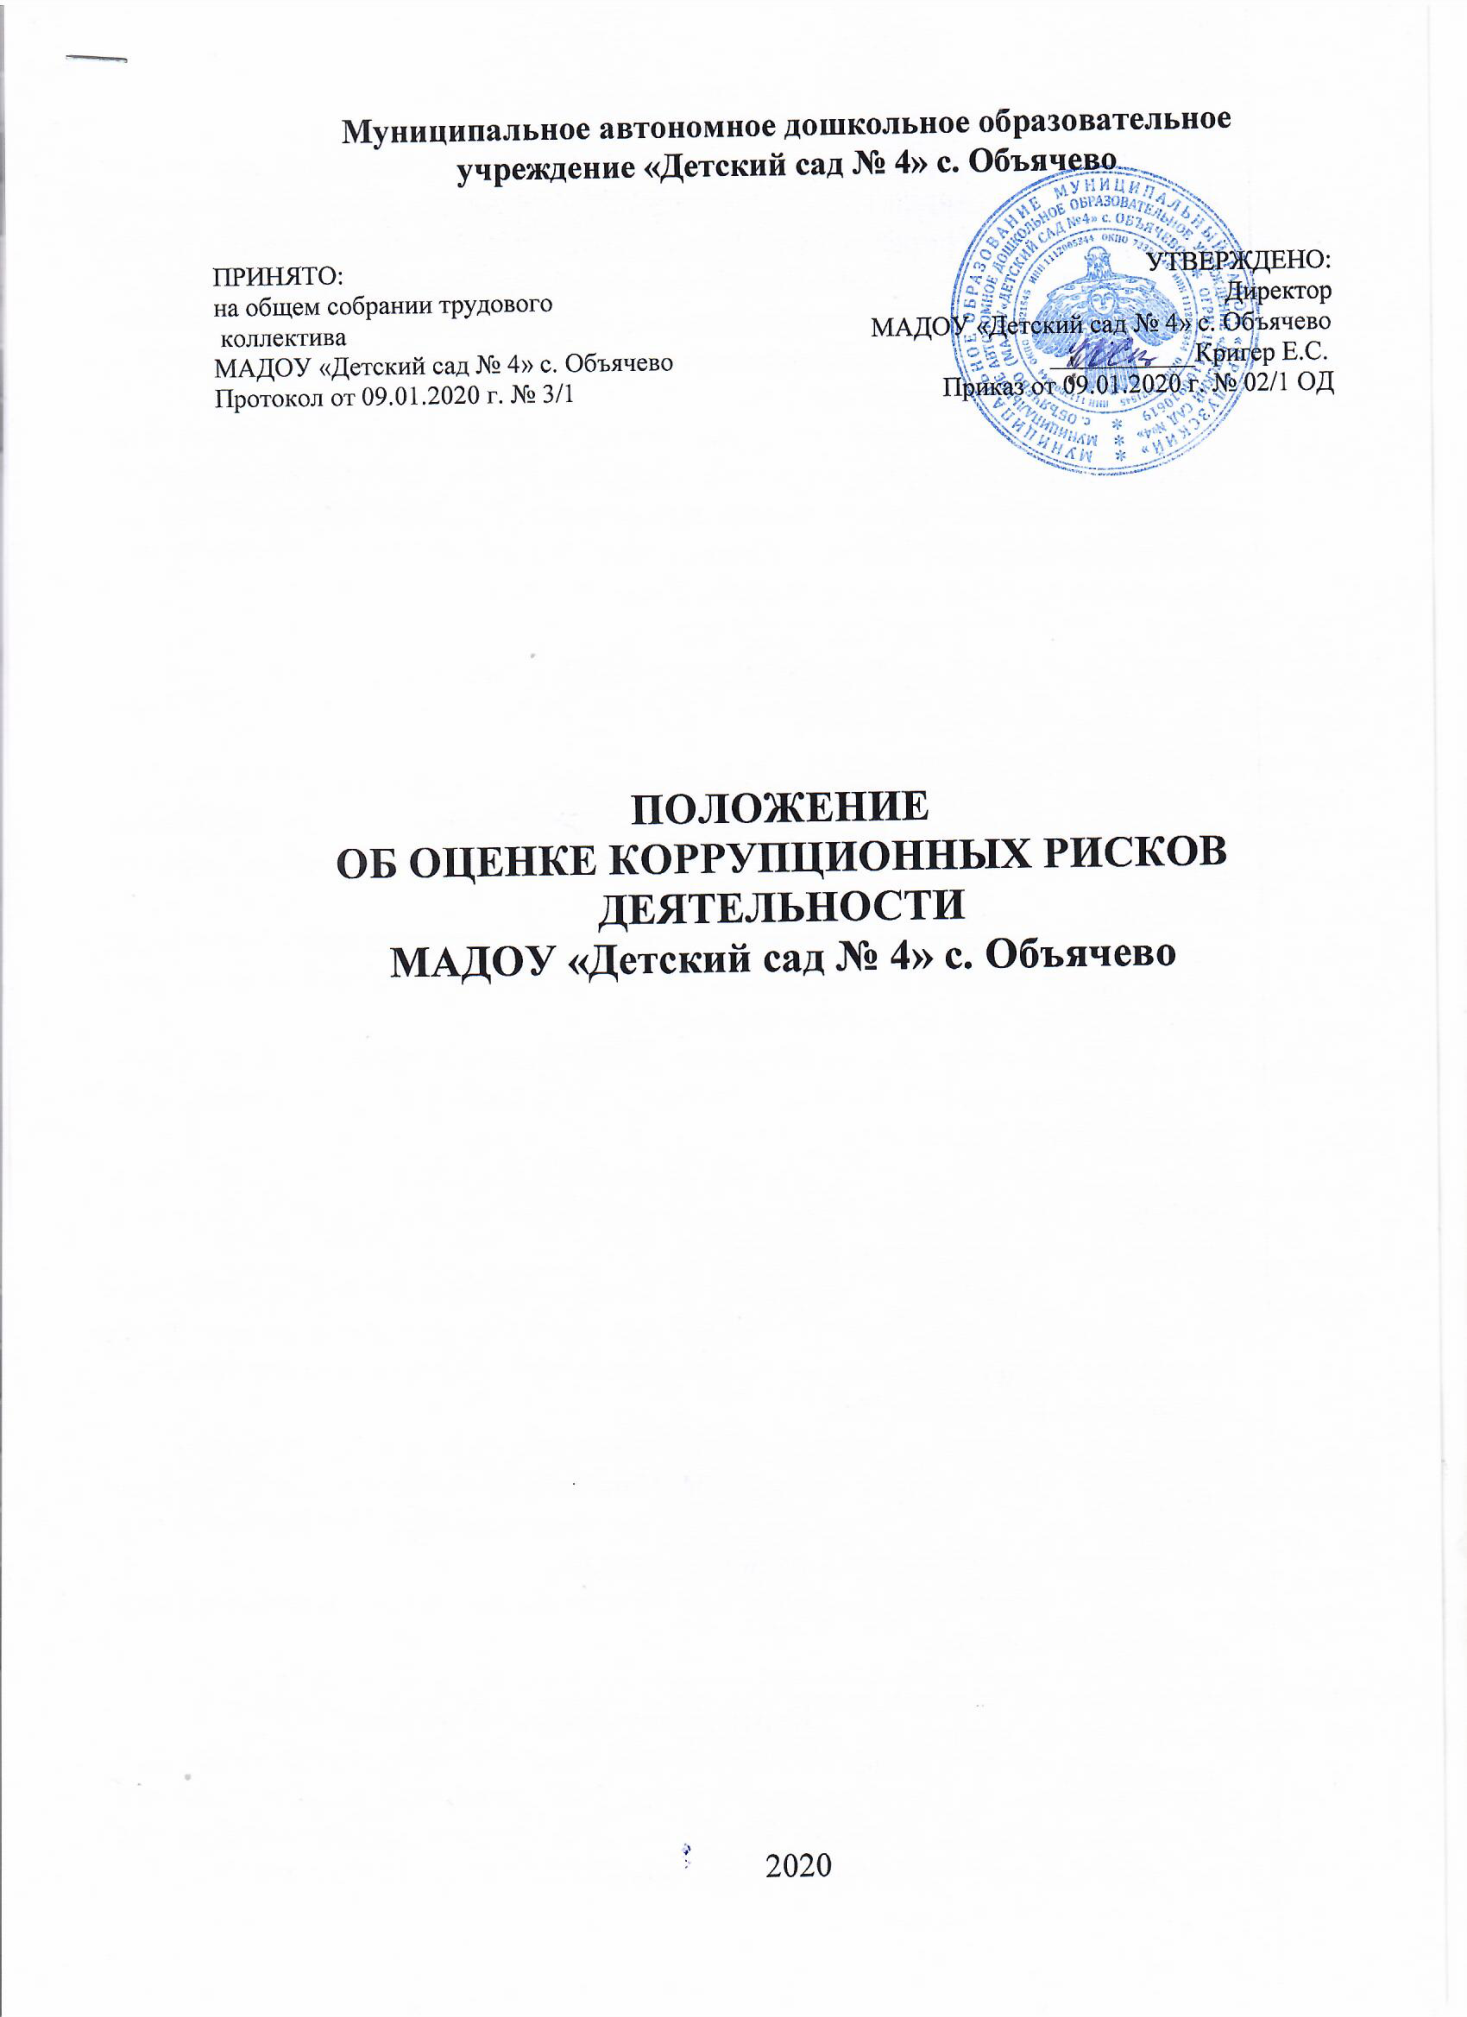 Муниципальное автономное дошкольное образовательное
учреждение «Детский сад № 4» с. Объячево
ПРИНЯТО:
на общем собрании трудового
коллектива
МАДОУ «Детский сад № 4» с. Объячево
Протокол от 09.01.2020 г. № 3/1
УТВЕРЖДЕНО:
Директор
МАДОУ «Детский сад № 4» с. Объячево
Кригер Е.С.
Приказ от 09.01.2020 г. № 02/1 ОД
ПОЛОЖЕНИЕ
ОБ ОЦЕНКЕ КОРРУПЦИОННЫХ РИСКОВ
ДЕЯТЕЛЬНОСТИ
МАДОУ «Детский сад № 4» с. Объячево
2020